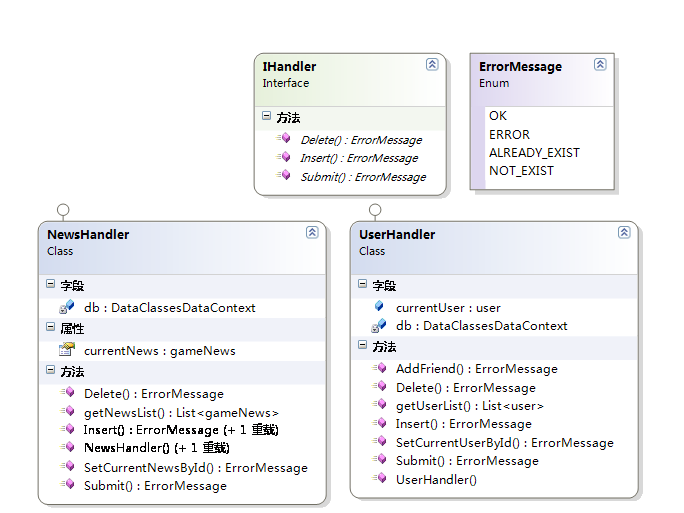 IHandler
Interface
方法
Delete() : ErrorMessage
Insert() : ErrorMessage
Submit() : ErrorMessage
ErrorMessage
Enum
OK
ERROR
ALREADY_EXIST
NOT_EXIST
NewsHandler
Class
字段
db : DataClassesDataContext
属性
currentNews : gameNews
方法
Delete() : ErrorMessage
getNewsList() : List<gameNews>
Insert() : ErrorMessage (+ 1 重载)
NewsHandler() (+ 1 重载)
SetCurrentNewsById() : ErrorMessage
Submit() : ErrorMessage
UserHandler
Class
字段
currentUser : user
db : DataClassesDataContext
方法
AddFriend() : ErrorMessage
Delete() : ErrorMessage
getUserList() : List<user>
Insert() : ErrorMessage
SetCurrentUserById() : ErrorMessage
Submit() : ErrorMessage
UserHandler()